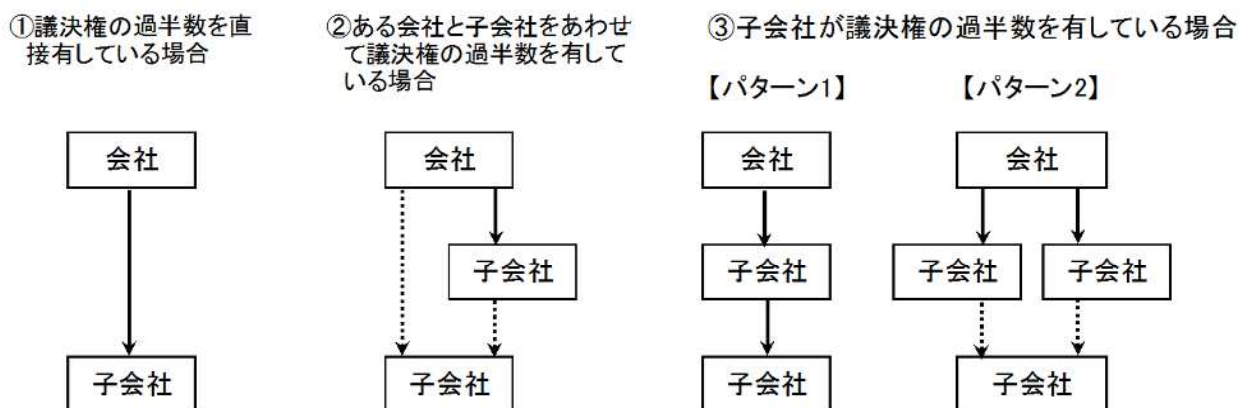 ①議決権の過半数を直
接有している場合
②ある会社と子会社をあわせ
て議決権の過半数を有して
いる場合
③子会社が議決権の過半数を有している場合
【パターン1】
【パターン2】
会社
会社
会社
会社
子会社
子会社
子会社
子会社
子会社
子会社
子会社
子会社